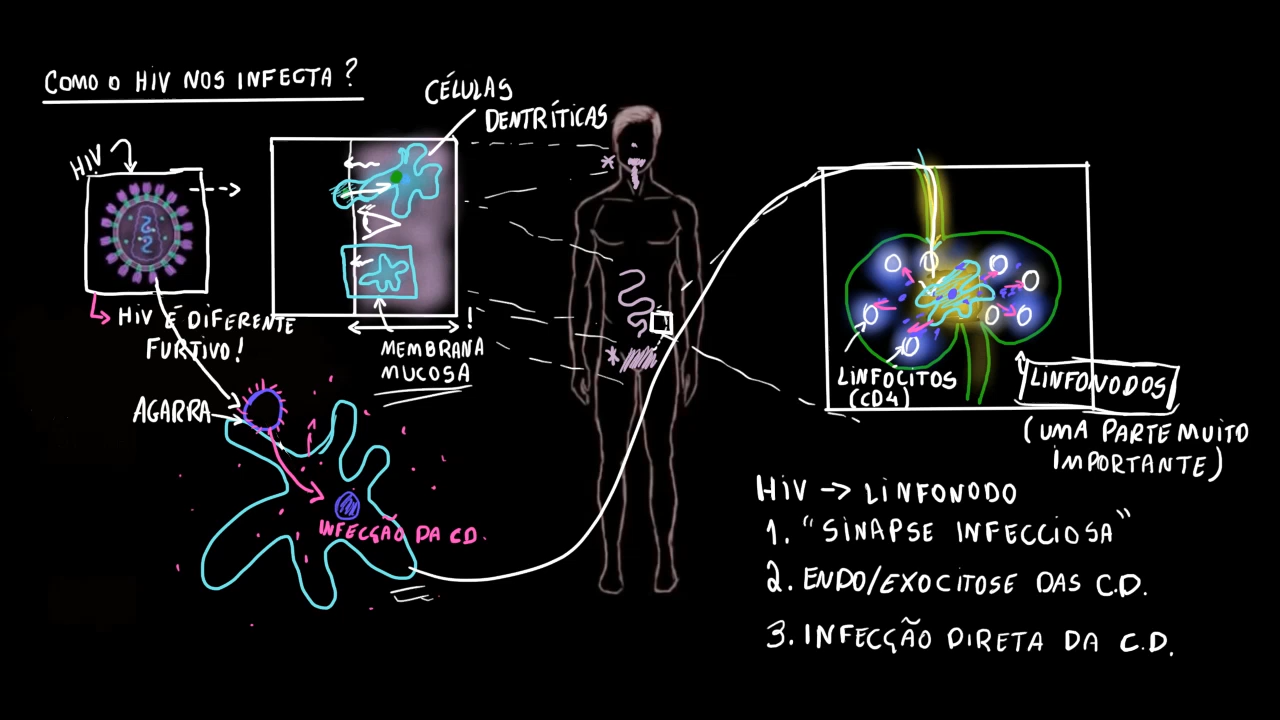 COMO O HIV NOS INFECTA?
CÉLULAS
DENTRÍTICAS
HIV
HIV É DIFERENTE
FURTIVO!
!
MEMBRANA
MUCOSA
AGARRA
INFECÇÃO DA CD.
LINFOCITOS
(CD4)
LINFONODOS
(UMA PARTE MUITO
IMPORTANTE)
HIV → LINFONODO
1. "SINAPSE INFECCIOSA"
2. ENDO/EXOCITOSE DAS C.D.
3. INFECÇÃO DIRETA DA C.D.